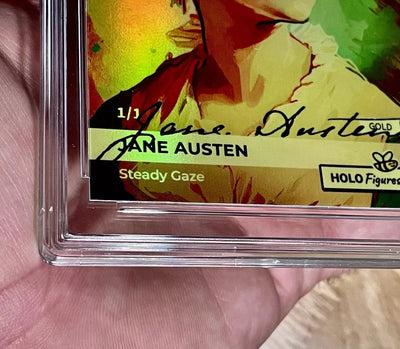 1/1
Jane Austen
GOLD
JANE AUSTEN
Steady Gaze
HOLO Figures